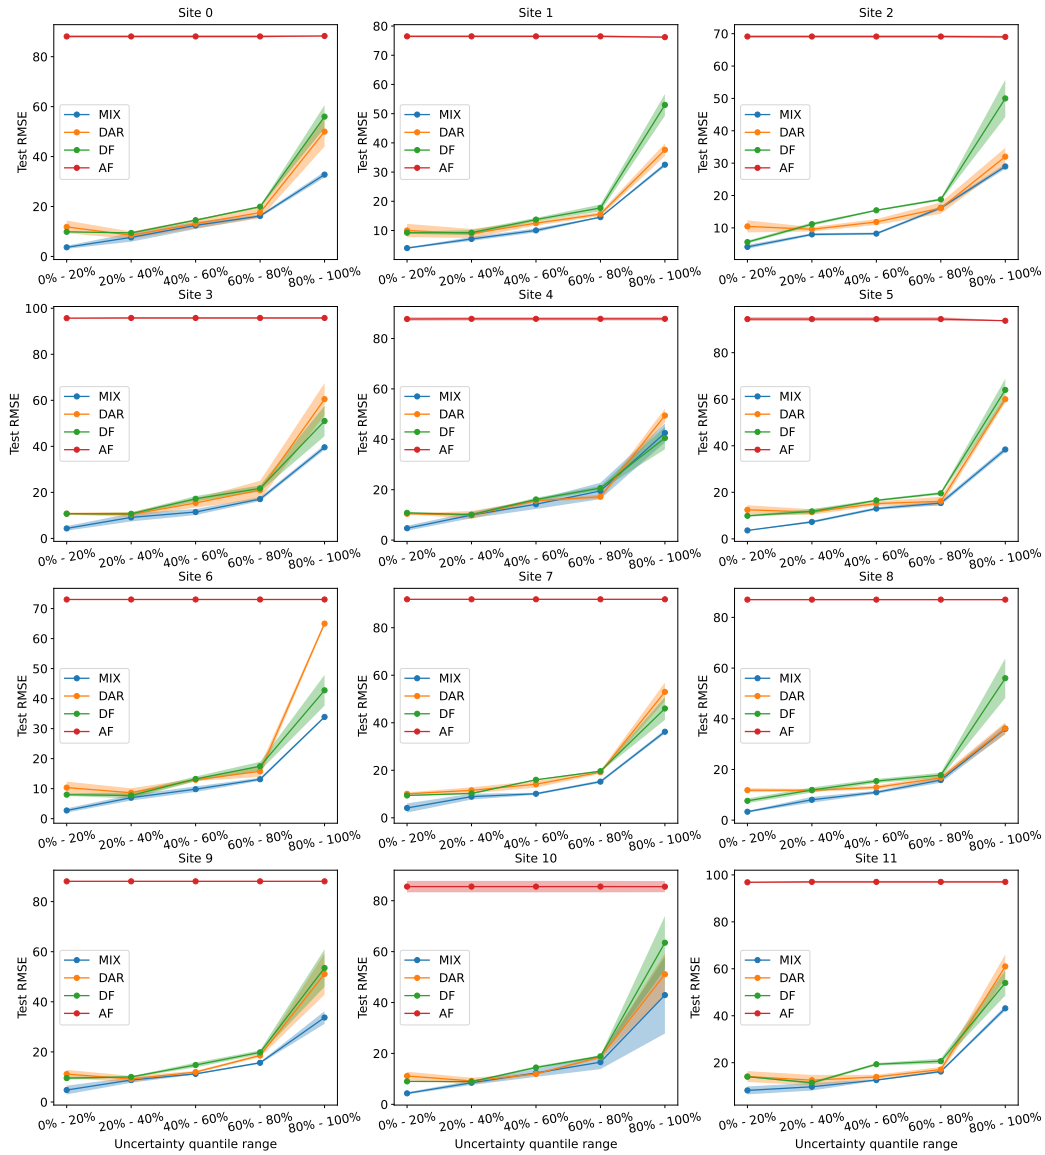 Site 0
Test RMSE
80
60
40
20
0
MIX
DAR
DF
AF
0% - 20%
20% - 40%
40% - 60%
60% - 80%
80% - 100%
Site 1
Test RMSE
80
70
60
50
40
30
20
10
MIX
DAR
DF
AF
0% - 20%
20% - 40%
40% - 60%
60% - 80%
80% - 100%
Site 2
Test RMSE
70
60
50
40
30
20
10
MIX
DAR
DF
AF
0% - 20%
20% - 40%
40% - 60%
60% - 80%
80% - 100%
Site 3
Test RMSE
100
80
60
40
20
0
MIX
DAR
DF
AF
0% - 20%
20% - 40%
40% - 60%
60% - 80%
80% - 100%
Site 4
Test RMSE
80
60
40
20
0
MIX
DAR
DF
AF
0% - 20%
20% - 40%
40% - 60%
60% - 80%
80% - 100%
Site 5
Test RMSE
80
60
40
20
0
MIX
DAR
DF
AF
0% - 20%
20% - 40%
40% - 60%
60% - 80%
80% - 100%
Site 6
Test RMSE
70
60
50
40
30
20
10
0
MIX
DAR
DF
AF
0% - 20%
20% - 40%
40% - 60%
60% - 80%
80% - 100%
Site 7
Test RMSE
80
60
40
20
0
MIX
DAR
DF
AF
0% - 20%
20% - 40%
40% - 60%
60% - 80%
80% - 100%
Site 8
Test RMSE
80
60
40
20
0
MIX
DAR
DF
AF
0% - 20%
20% - 40%
40% - 60%
60% - 80%
80% - 100%
Site 9
Test RMSE
80
60
40
20
0
MIX
DAR
DF
AF
0% - 20%
20% - 40%
40% - 60%
60% - 80%
80% - 100%
Uncertainty quantile range
Site 10
Test RMSE
80
60
40
20
0
MIX
DAR
DF
AF
0% - 20%
20% - 40%
40% - 60%
60% - 80%
80% - 100%
Uncertainty quantile range
Site 11
Test RMSE
100
80
60
40
20
MIX
DAR
DF
AF
0% - 20%
20% - 40%
40% - 60%
60% - 80%
80% - 100%
Uncertainty quantile range